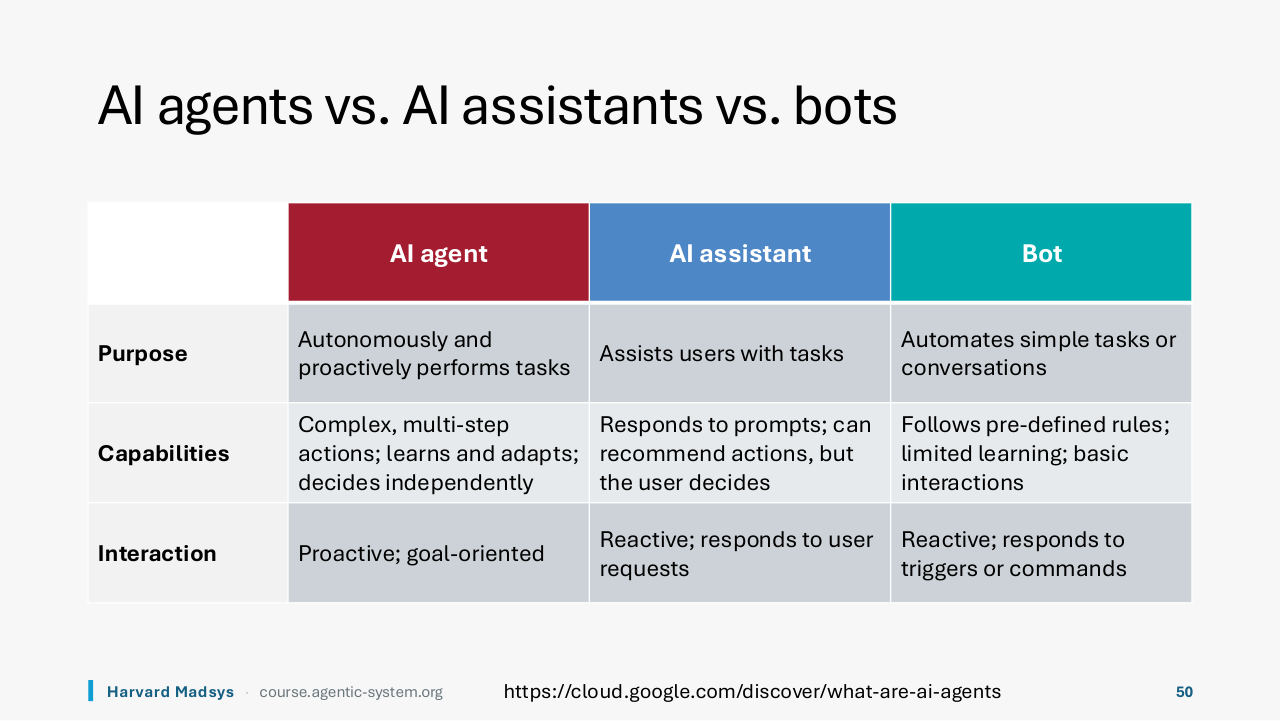 AI agents vs. AI assistants vs. bots
AI agent
AI assistant
Bot
Purpose
Autonomously and
proactively performs tasks
Assists users with tasks
Automates simple tasks or
conversations
Capabilities
Complex, multi-step
actions; learns and adapts;
decides independently
Responds to prompts; can
recommend actions, but
the user decides
Follows pre-defined rules;
limited learning; basic
interactions
Interaction
Proactive; goal-oriented
Reactive; responds to user
requests
Reactive; responds to
triggers or commands
Harvard Madsys · course.agentic-system.org
https://cloud.google.com/discover/what-are-ai-agents
50